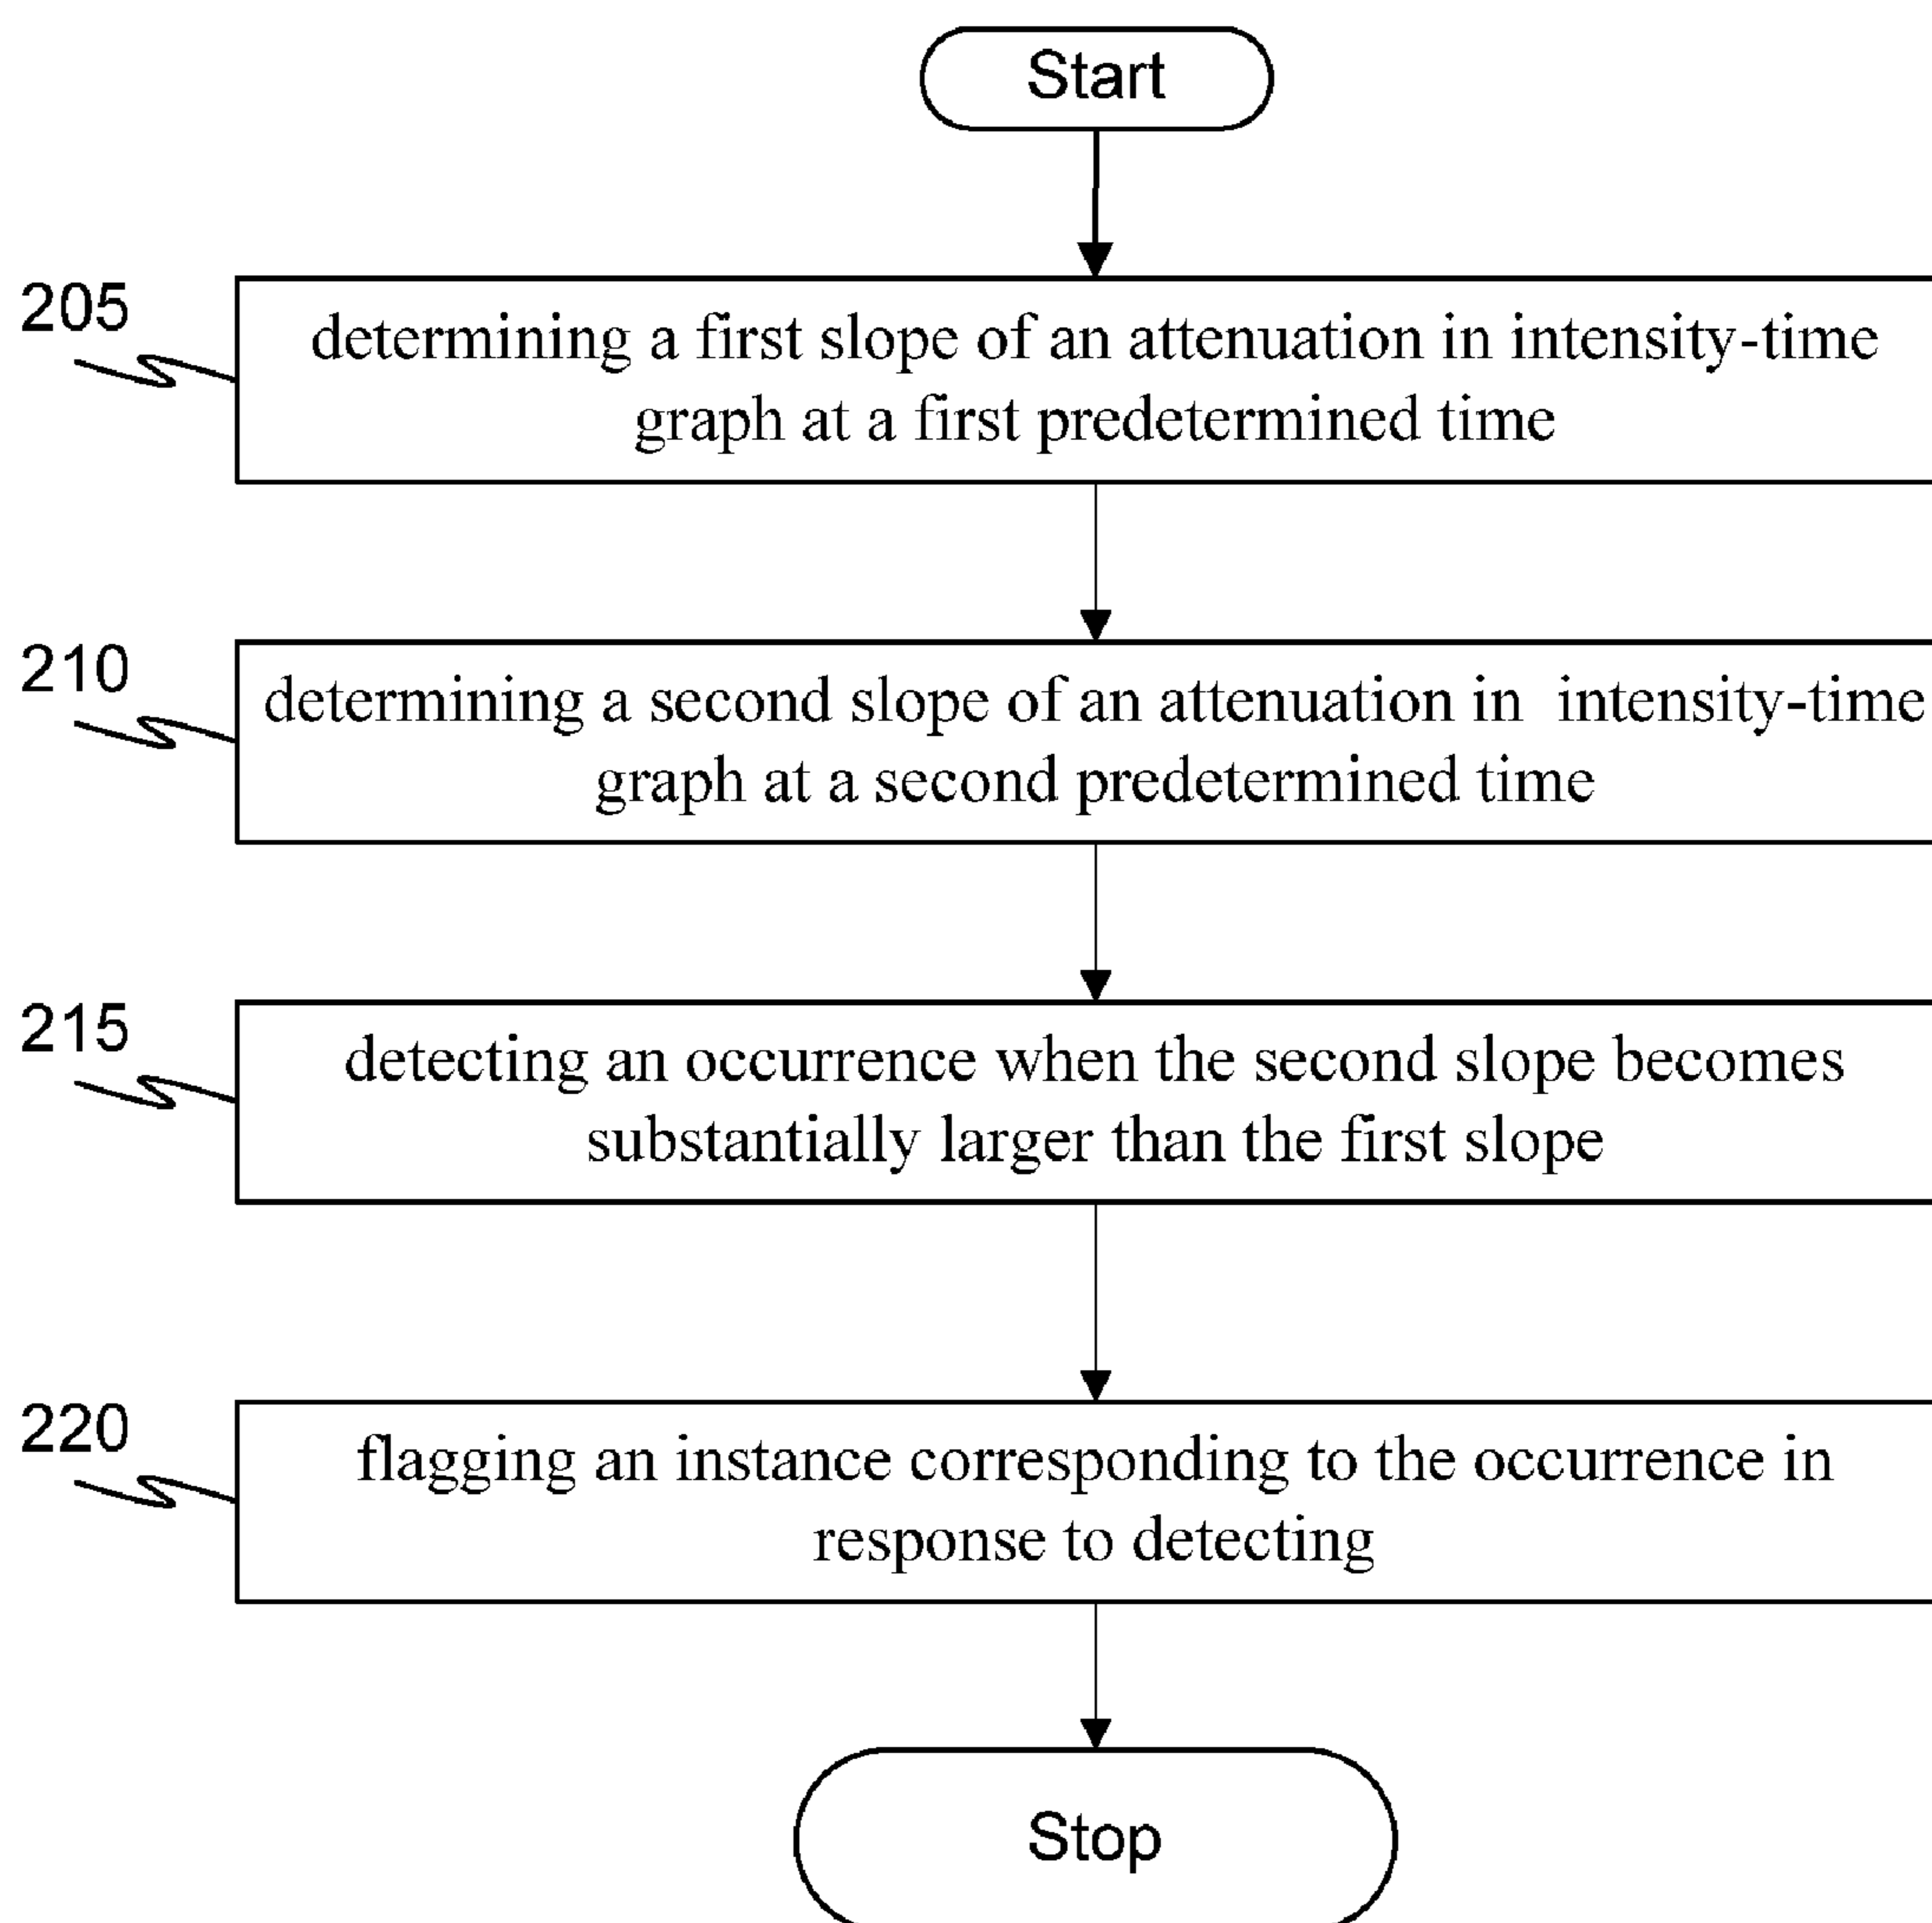 Start
205
determining a first slope of an attenuation in intensity-time
graph at a first predetermined time
210
determining a second slope of an attenuation in intensity-time
graph at a second predetermined time
215
detecting an occurrence when the second slope becomes
substantially larger than the first slope
220
flagging an instance corresponding to the occurrence in
response to detecting
Stop